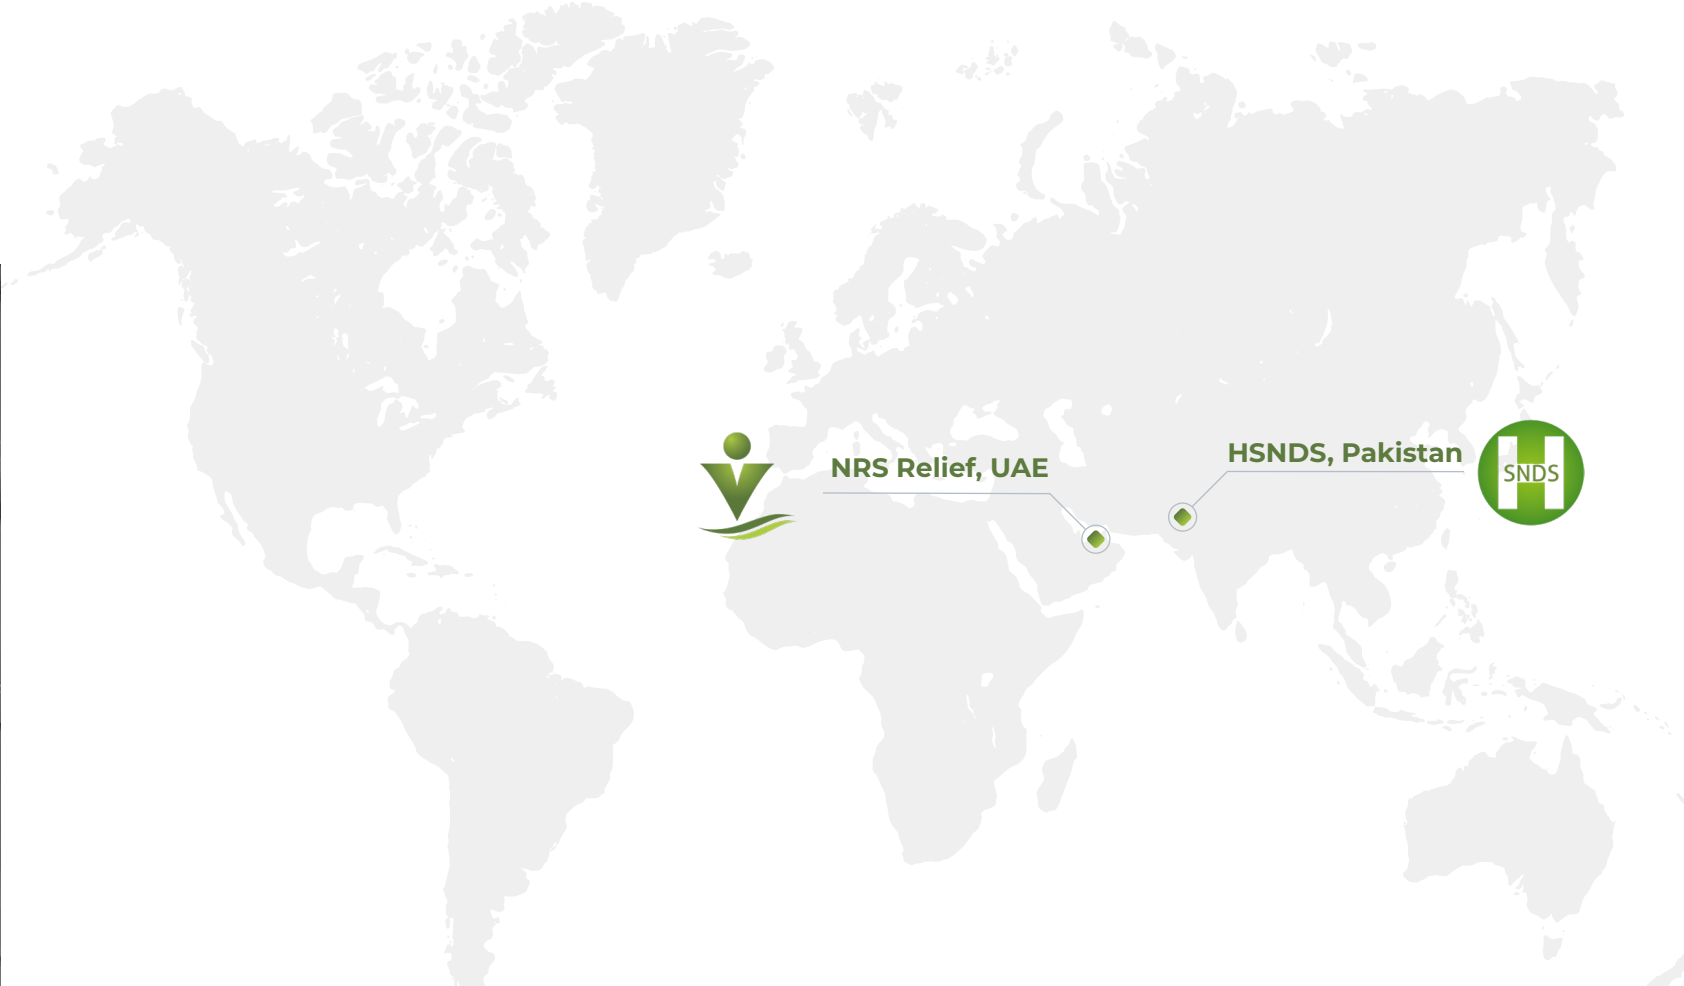 NRS Relief, UAE
HSNDS, Pakistan
H
SNDS